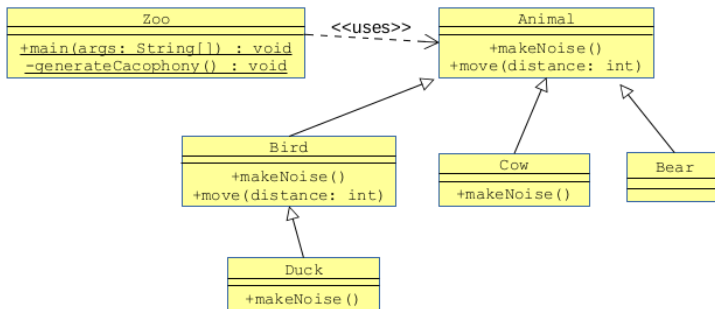 Zoo
+main(args: String[]) : void
-generateCacophony() : void
<<uses>>
Animal
+makeNoise()
+move(distance: int)
Bird
+makeNoise()
+move(distance: int)
Cow
+makeNoise()
Bear
Duck
+makeNoise()